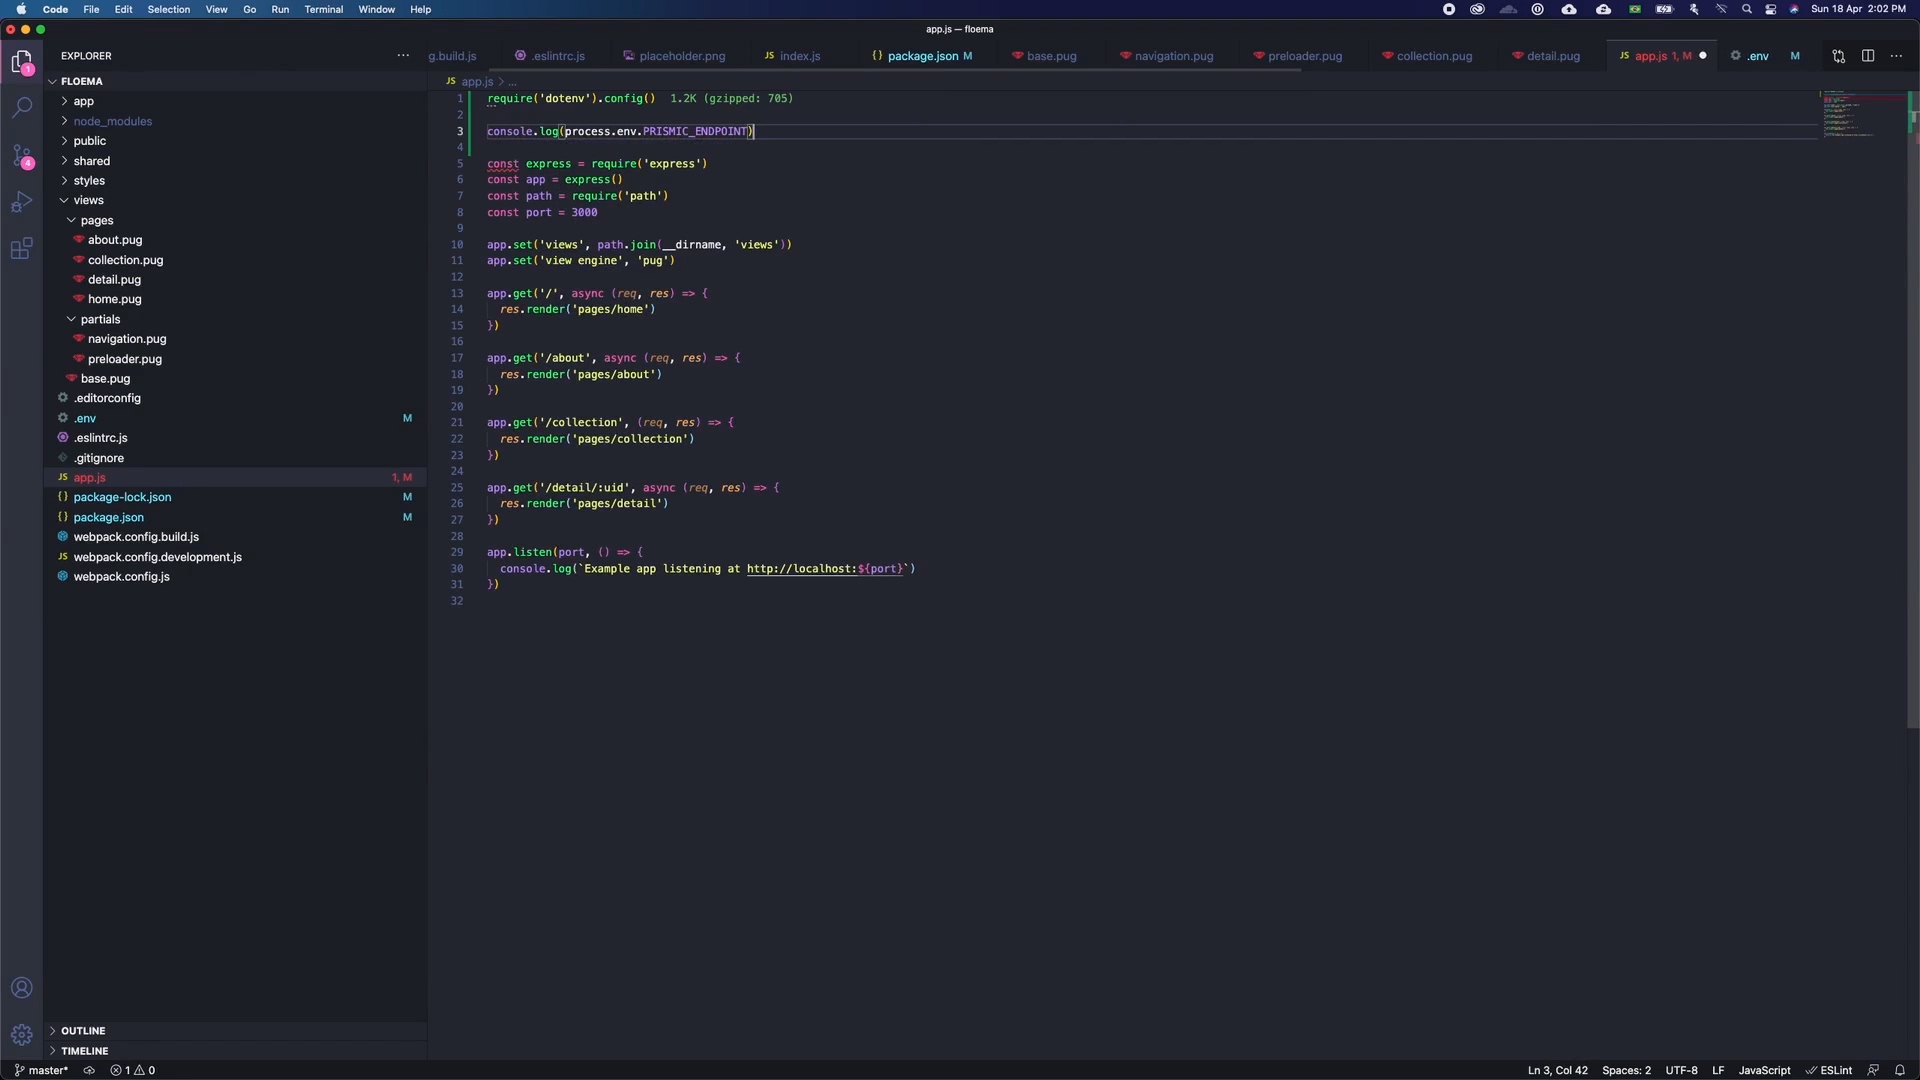 Code File Edit Selection View Go Run Terminal Window Help Sun 18 Apr 2:02 PM
app.js — floema
EXPLORER
g.build.js .eslintrc.js placeholder.png JS index.js {} package.json M base.pug navigation.pug preloader.pug collection.pug detail.pug JS app.js 1, M .env M
JS app.js > ...
FLOEMA
app
node_modules
public
shared
styles
views
pages
about.pug
collection.pug
detail.pug
home.pug
partials
navigation.pug
preloader.pug
base.pug
.editorconfig
.env M
.eslintrc.js
.gitignore
JS app.js 1, M
{} package-lock.json M
{} package.json M
webpack.config.build.js
JS webpack.config.development.js
webpack.config.js
OUTLINE
TIMELINE
1 require('dotenv').config() 1.2K (gzipped: 705)
2
3 console.log(process.env.PRISMIC_ENDPOINT)
4
5 const express = require('express')
6 const app = express()
7 const path = require('path')
8 const port = 3000
9
10 app.set('views', path.join(__dirname, 'views'))
11 app.set('view engine', 'pug')
12
13 app.get('/', async (req, res) => {
14 res.render('pages/home')
15 })
16
17 app.get('/about', async (req, res) => {
18 res.render('pages/about')
19 })
20
21 app.get('/collection', (req, res) => {
22 res.render('pages/collection')
23 })
24
25 app.get('/detail/:uid', async (req, res) => {
26 res.render('pages/detail')
27 })
28
29 app.listen(port, () => {
30 console.log(`Example app listening at http://localhost:${port}`)
31 })
32
1
4
master* 1 0 Ln 3, Col 42 Spaces: 2 UTF-8 LF JavaScript ESLint